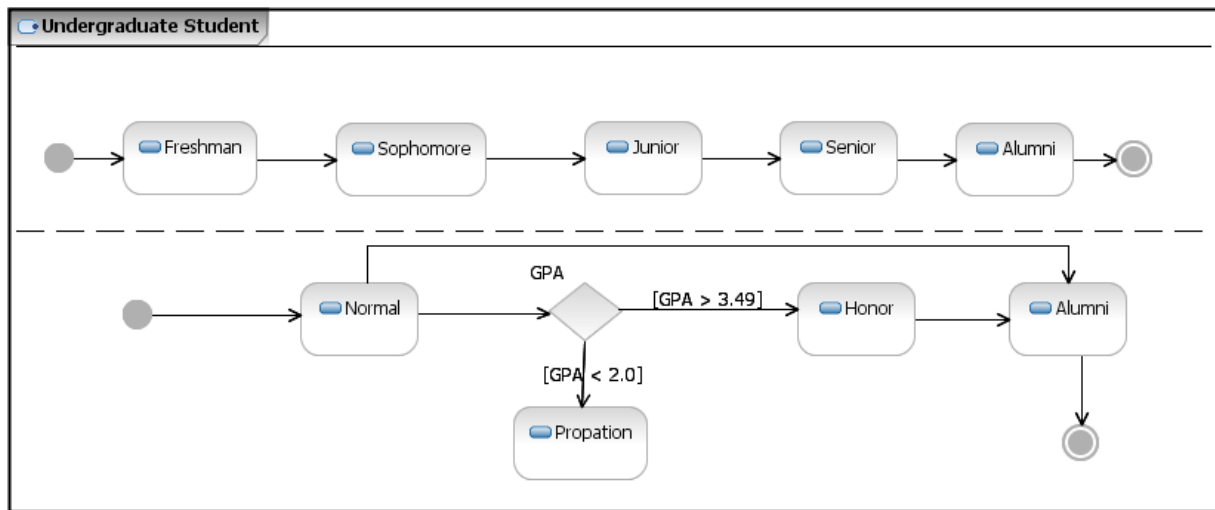 Undergraduate Student
Freshman
Sophomore
Junior
Senior
Alumni
GPA
Normal
[GPA > 3.49]
Honor
Alumni
[GPA < 2.0]
Propation